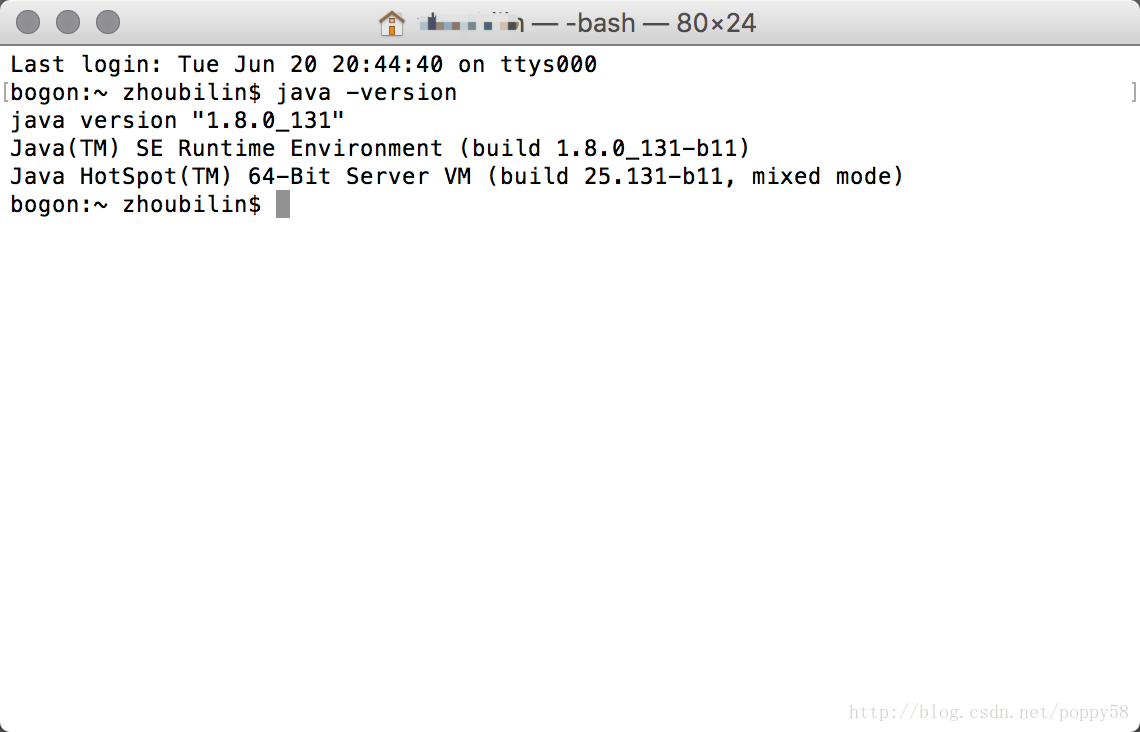 — -bash — 80×24
Last login: Tue Jun 20 20:44:40 on ttys000
[bogon:~ zhoubilin$ java -version ]
java version "1.8.0_131"
Java(TM) SE Runtime Environment (build 1.8.0_131-b11)
Java HotSpot(TM) 64-Bit Server VM (build 25.131-b11, mixed mode)
bogon:~ zhoubilin$
http://blog.csdn.net/poppy58